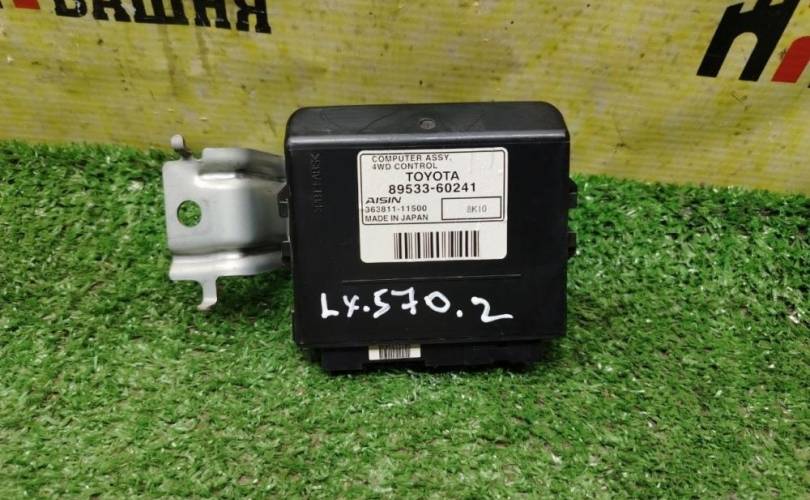 БАШНЯ
COMPUTER ASSY,
4WD CONTROL
TOYOTA
89533-60241
AISIN
363811-11500
8K10
MADE IN JAPAN
LX.570.2